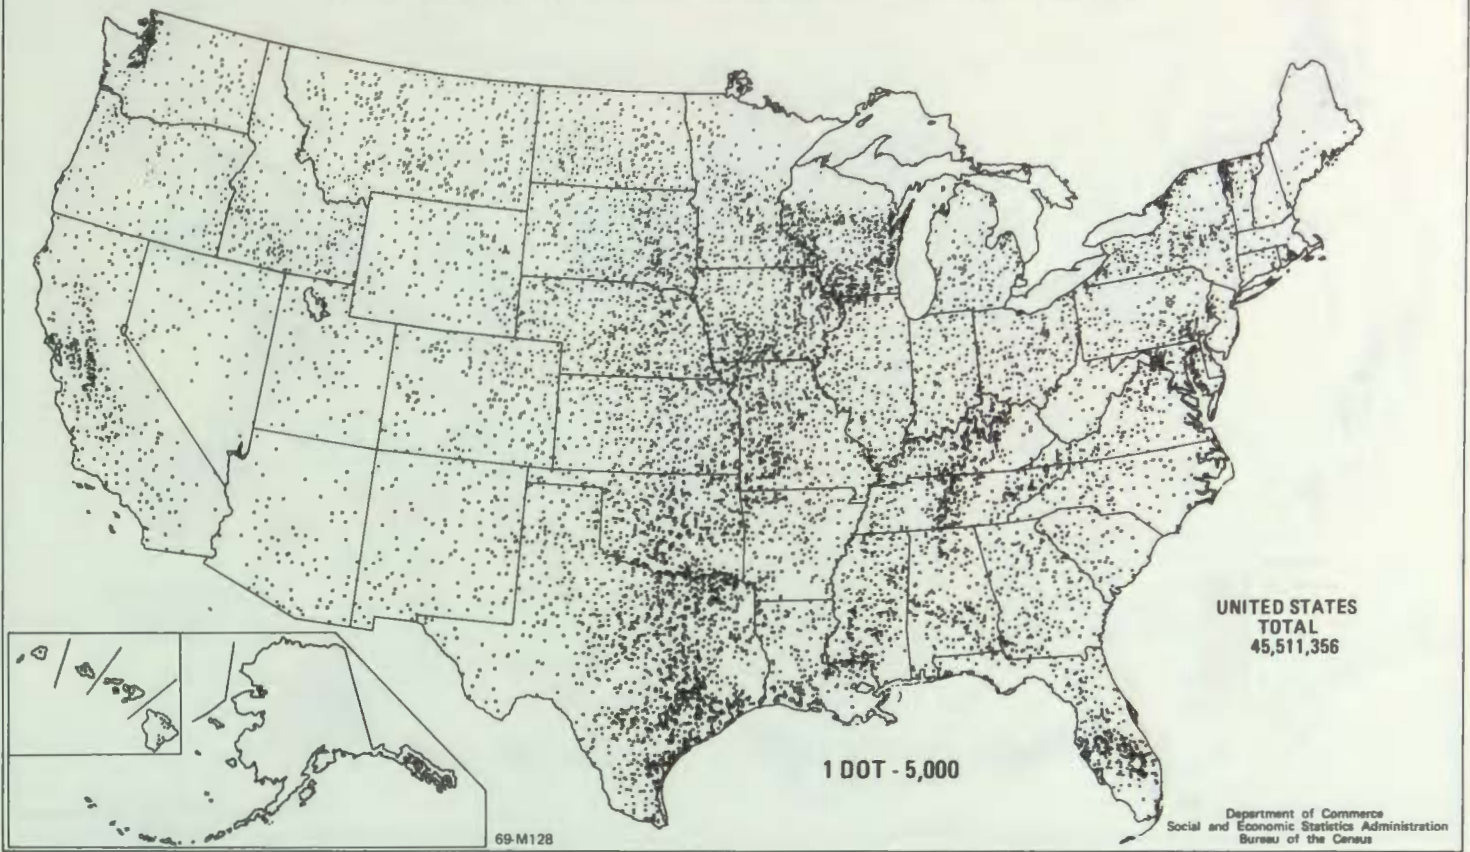 UNITED STATES
TOTAL
45,511,356
1 DOT - 5,000
69-M128
Department of Commerce
Social and Economic Statistics Administration
Bureau of the Census